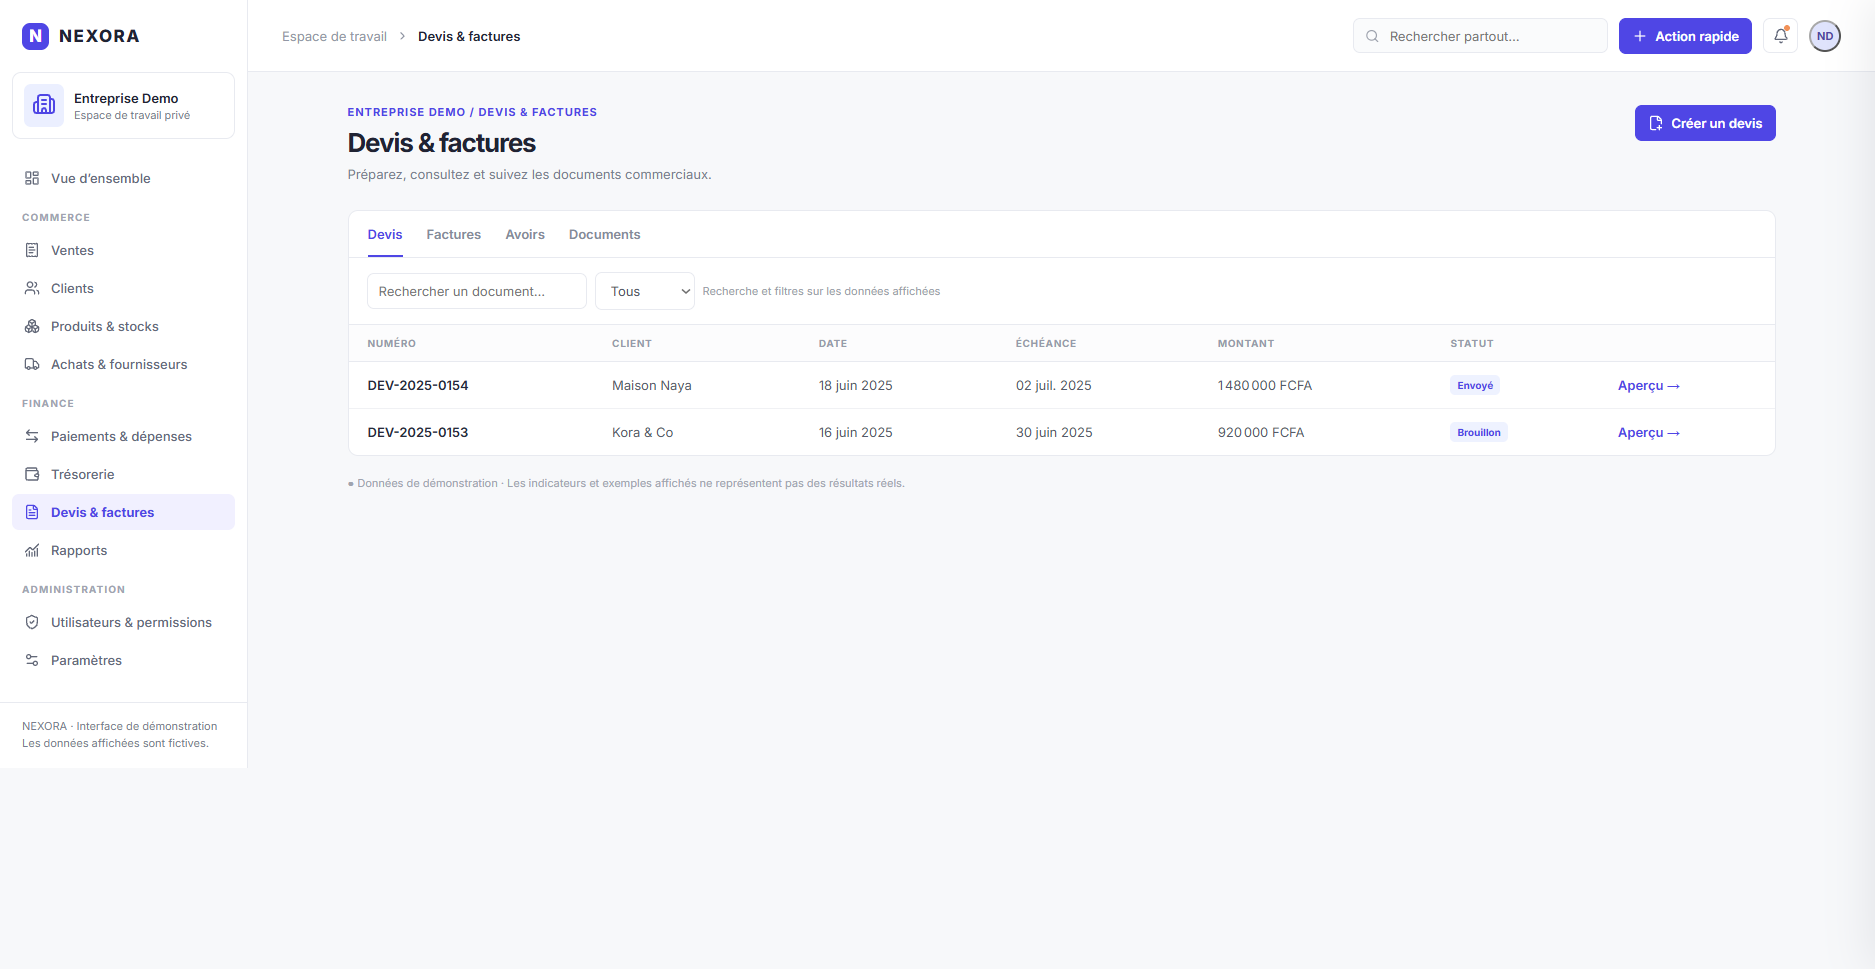 N NEXORA
Entreprise Demo
Espace de travail privé
Vue d'ensemble
COMMERCE
Ventes
Clients
Produits & stocks
Achats & fournisseurs
FINANCE
Paiements & dépenses
Trésorerie
Devis & factures
Rapports
ADMINISTRATION
Utilisateurs & permissions
Paramètres
NEXORA · Interface de démonstration
Les données affichées sont fictives.
Espace de travail > Devis & factures
Rechercher partout...
+ Action rapide
ND
ENTREPRISE DEMO / DEVIS & FACTURES
Devis & factures
Préparez, consultez et suivez les documents commerciaux.
Créer un devis
Devis Factures Avoirs Documents
Rechercher un document... Tous Recherche et filtres sur les données affichées
NUMÉRO CLIENT DATE ÉCHÉANCE MONTANT STATUT
DEV-2025-0154 Maison Naya 18 juin 2025 02 juil. 2025 1 480 000 FCFA Envoyé Aperçu →
DEV-2025-0153 Kora & Co 16 juin 2025 30 juin 2025 920 000 FCFA Brouillon Aperçu →
● Données de démonstration · Les indicateurs et exemples affichés ne représentent pas des résultats réels.